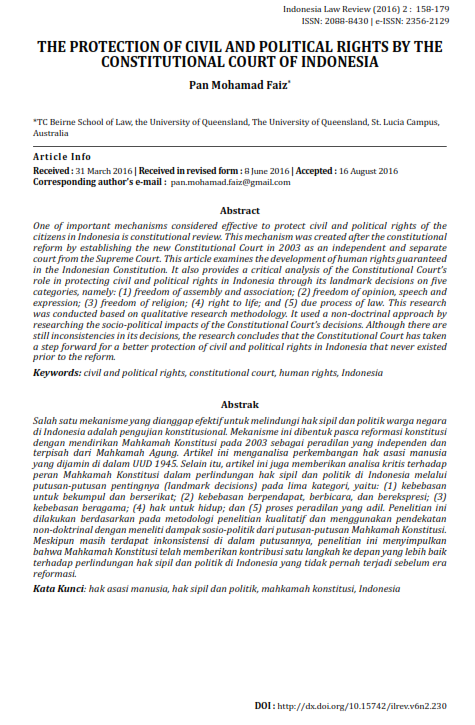 Indonesia Law Review (2016) 2 : 158-179
ISSN: 2088-8430 | e-ISSN: 2356-2129
THE PROTECTION OF CIVIL AND POLITICAL RIGHTS BY THE
CONSTITUTIONAL COURT OF INDONESIA
Pan Mohamad Faiz*
*TC Beirne School of Law, the University of Queensland, The University of Queensland, St. Lucia Campus,
Australia
Article Info
Received : 31 March 2016 | Received in revised form : 8 June 2016 | Accepted : 16 August 2016
Corresponding author's e-mail : pan.mohamad.faiz@gmail.com
Abstract
One of important mechanisms considered effective to protect civil and political rights of the
citizens in Indonesia is constitutional review. This mechanism was created after the constitutional
reform by establishing the new Constitutional Court in 2003 as an independent and separate
court from the Supreme Court. This article examines the development of human rights guaranteed
in the Indonesian Constitution. It also provides a critical analysis of the Constitutional Court's
role in protecting civil and political rights in Indonesia through its landmark decisions on five
categories, namely: (1) freedom of assembly and association; (2) freedom of opinion, speech and
expression; (3) freedom of religion; (4) right to life; and (5) due process of law. This research
was conducted based on qualitative research methodology. It used a non-doctrinal approach by
researching the socio-political impacts of the Constitutional Court's decisions. Although there are
still inconsistencies in its decisions, the research concludes that the Constitutional Court has taken
a step forward for a better protection of civil and political rights in Indonesia that never existed
prior to the reform.
Keywords: civil and political rights, constitutional court, human rights, Indonesia
Abstrak
Salah satu mekanisme yang dianggap efektif untuk melindungi hak sipil dan politik warga negara
di Indonesia adalah pengujian konstitusional. Mekanisme ini dibentuk pasca reformasi konstitusi
dengan mendirikan Mahkamah Konstitusi pada 2003 sebagai peradilan yang independen dan
terpisah dari Mahkamah Agung. Artikel ini menganalisa perkembangan hak asasi manusia
yang dijamin di dalam UUD 1945. Selain itu, artikel ini juga memberikan analisa kritis terhadap
peran Mahkamah Konstitusi dalam perlindungan hak sipil dan politik di Indonesia melalui
putusan-putusan pentingnya (landmark decisions) pada lima kategori, yaitu: (1) kebebasan
untuk bekumpul dan berserikat; (2) kebebasan berpendapat, berbicara, dan berekspresi; (3)
kebebasan beragama; (4) hak untuk hidup; dan (5) proses peradilan yang adil. Penelitian ini
dilakukan berdasarkan pada metodologi penelitian kualitatif dan menggunakan pendekatan
non-doktrinal dengan meneliti dampak sosio-politik dari putusan-putusan Mahkamah Konstitusi.
Meskipun masih terdapat inkonsistensi di dalam putusannya, penelitian ini menyimpulkan
bahwa Mahkamah Konstitusi telah memberikan kontribusi satu langkah ke depan yang lebih baik
terhadap perlindungan hak sipil dan politik di Indonesia yang tidak pernah terjadi sebelum era
reformasi.
Kata Kunci: hak asasi manusia, hak sipil dan politik, mahkamah konstitusi, Indonesia
DOI : http://dx.doi.org/10.15742/ilrev.v6n2.230